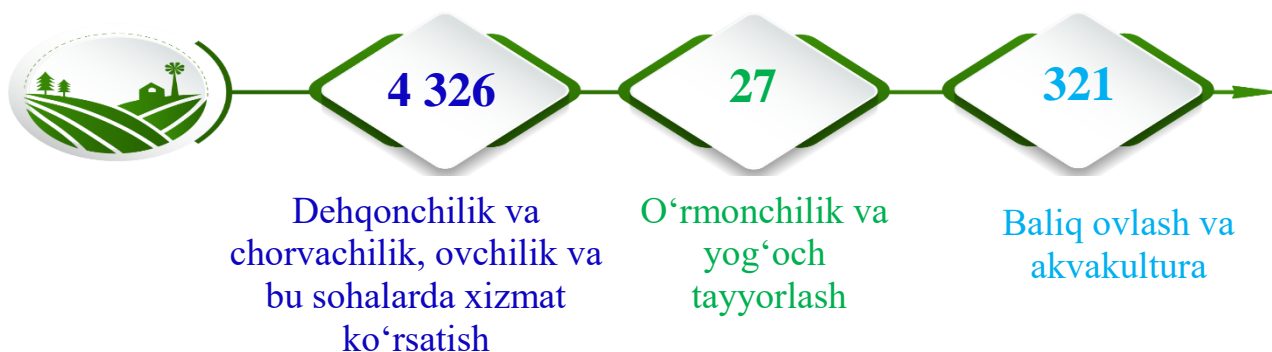 4 326
27
321
Dehqonchilik va
chorvachilik, ovchilik va
bu sohalarda xizmat
ko‘rsatish
O‘rmonchilik va
yog‘och
tayyorlash
Baliq ovlash va
akvakultura